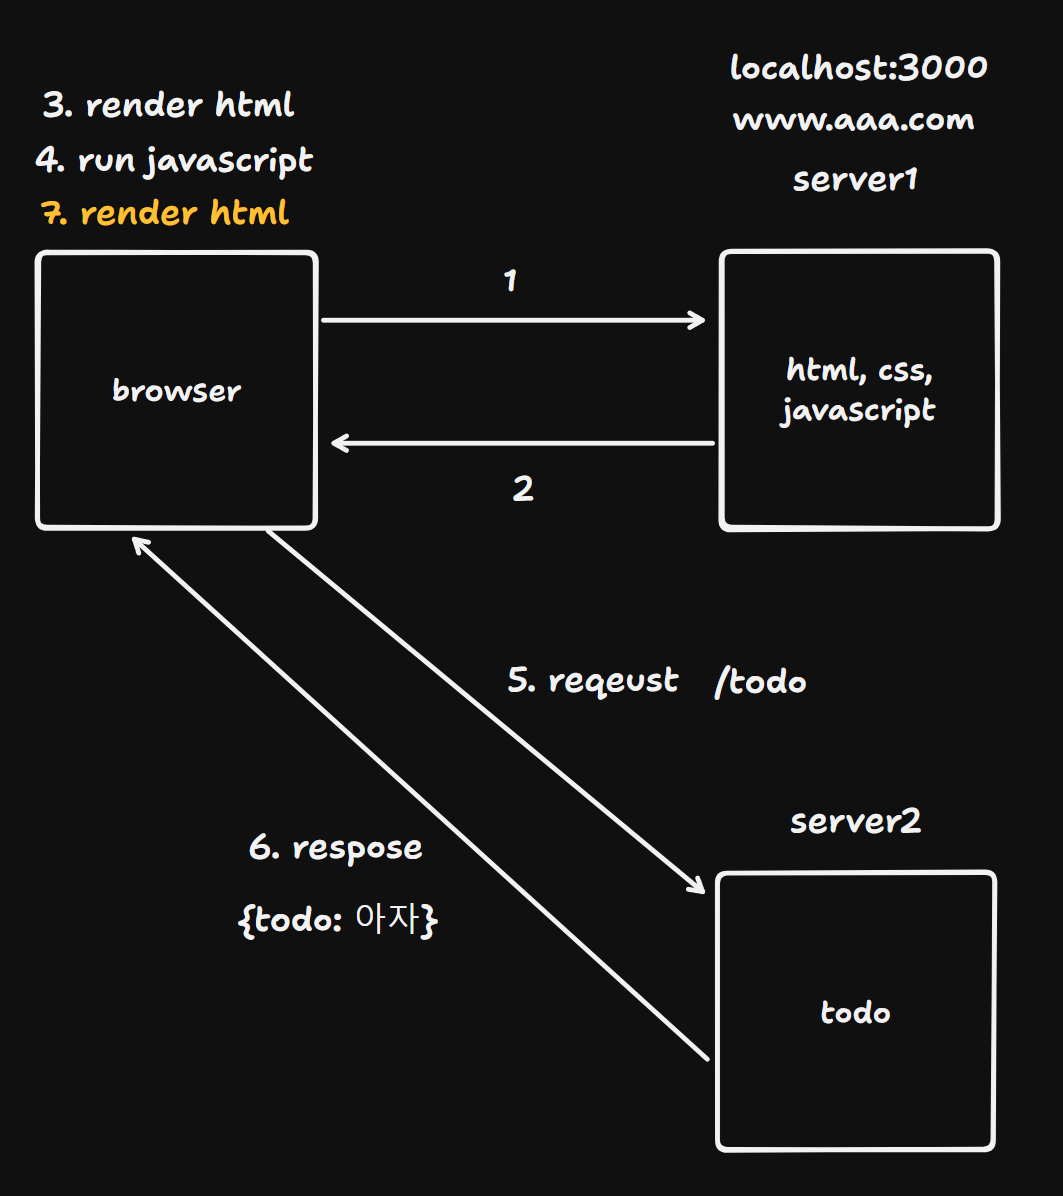 localhost:3000
www.aaa.com
server1
3. render html
4. run javascript
7. render html
1
browser
html, css,
javascript
2
5. reqeust /todo
server2
6. respose
{todo: 아자}
todo